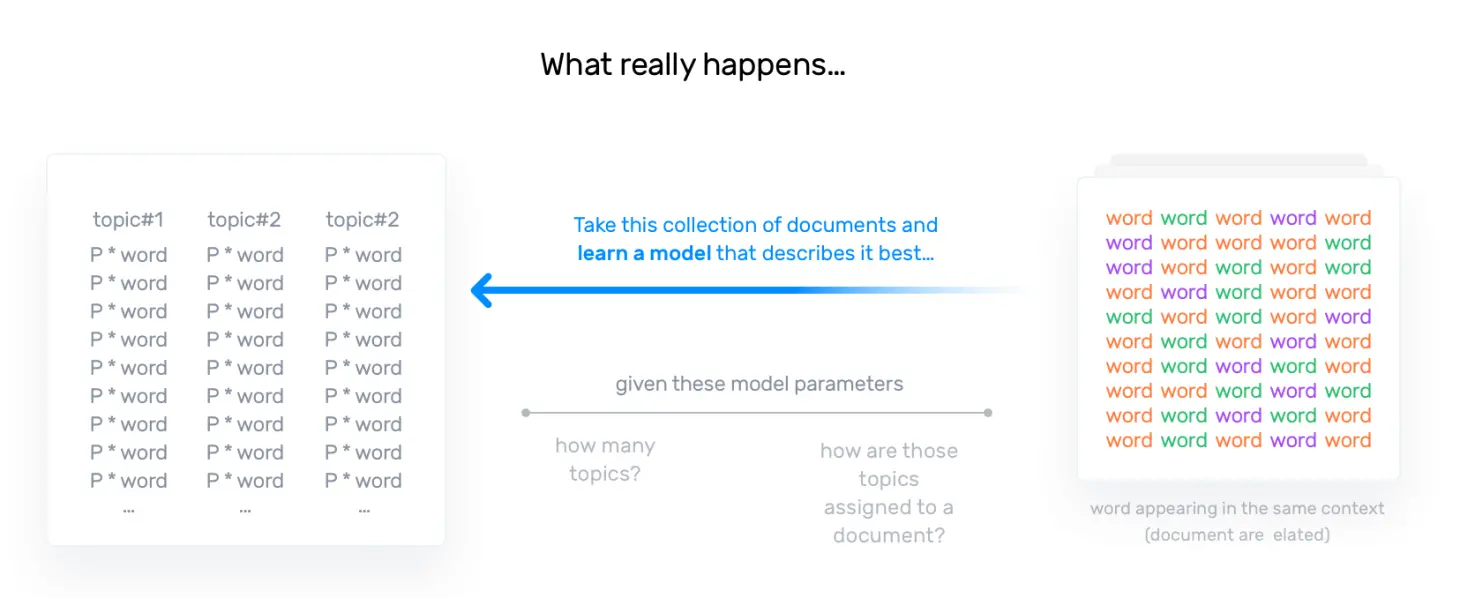 What really happens...
topic#1 topic#2 topic#2
P * word P * word P * word
P * word P * word P * word
P * word P * word P * word
P * word P * word P * word
P * word P * word P * word
P * word P * word P * word
P * word P * word P * word
P * word P * word P * word
P * word P * word P * word
... ... ...
Take this collection of documents and
learn a model that describes it best...
given these model parameters
how many
topics?
how are those
topics
assigned to a
document?
word word word word word
word word word word word
word word word word word
word word word word word
word word word word word
word word word word word
word word word word word
word word word word word
word word word word word
word word word word word
word appearing in the same context
(document are elated)